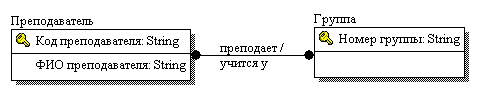 Преподаватель
Код преподавателя: String
ФИО преподавателя: String
преподает /
учится у
Группа
Номер группы: String